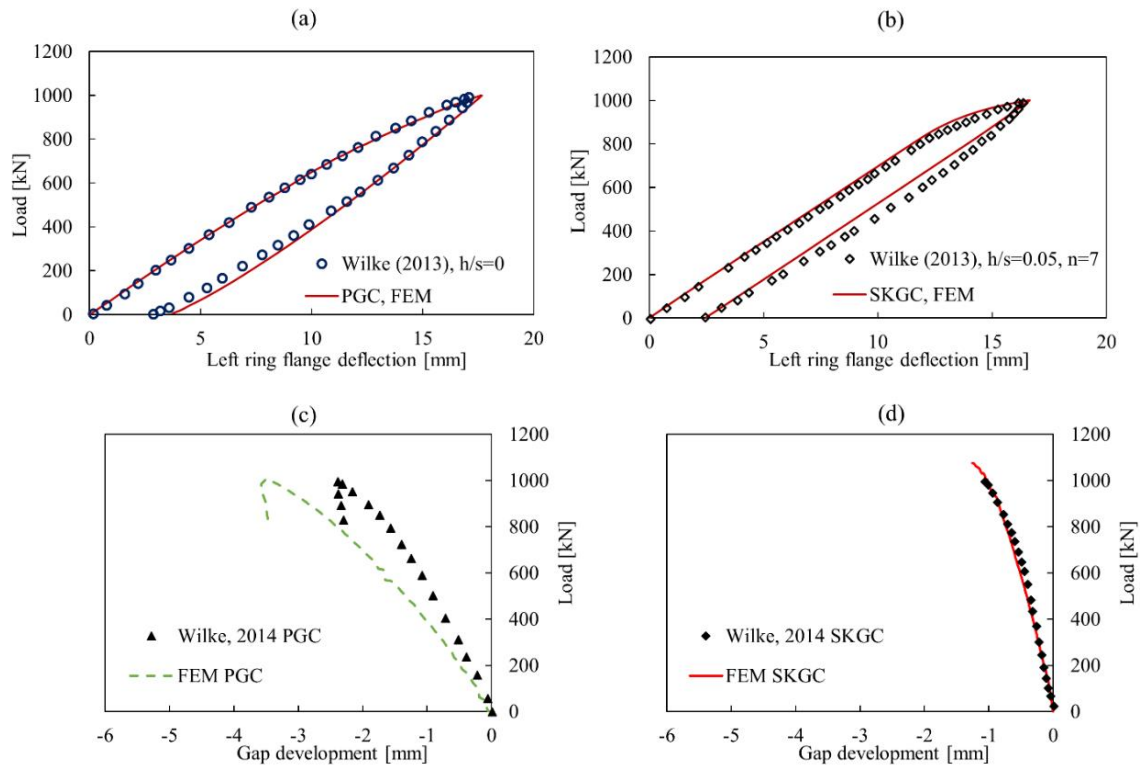 (a)
1200
1000
800
600
400
200
0
Load [kN]
Wilke (2013), h/s=0
PGC, FEM
0 5 10 15 20
Left ring flange deflection [mm]
(b)
1200
1000
800
600
400
200
0
Load [kN]
Wilke (2013), h/s=0.05, n=7
SKGC, FEM
0 5 10 15 20
Left ring flange deflection [mm]
(c)
1200
1000
800
600
400
200
0
Load [kN]
Wilke, 2014 PGC
FEM PGC
-6 -5 -4 -3 -2 -1 0
Gap development [mm]
(d)
1200
1000
800
600
400
200
0
Load [kN]
Wilke, 2014 SKGC
FEM SKGC
-6 -5 -4 -3 -2 -1 0
Gap development [mm]